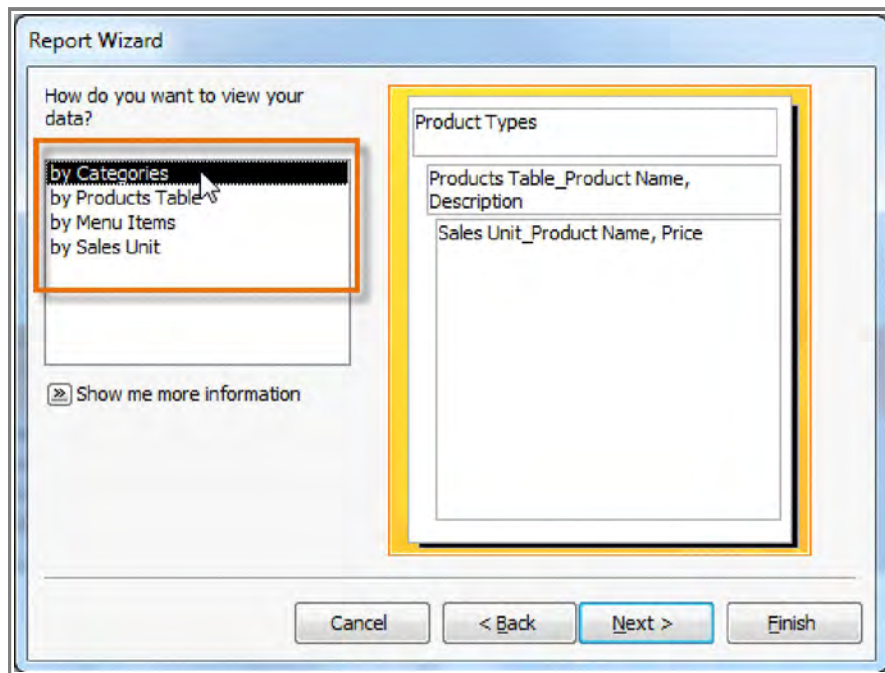 Report Wizard
How do you want to view your
data?
by Categories
by Products Table
by Menu Items
by Sales Unit
Show me more information
Product Types
Products Table_Product Name,
Description
Sales Unit_Product Name, Price
Cancel
< Back
Next >
Finish